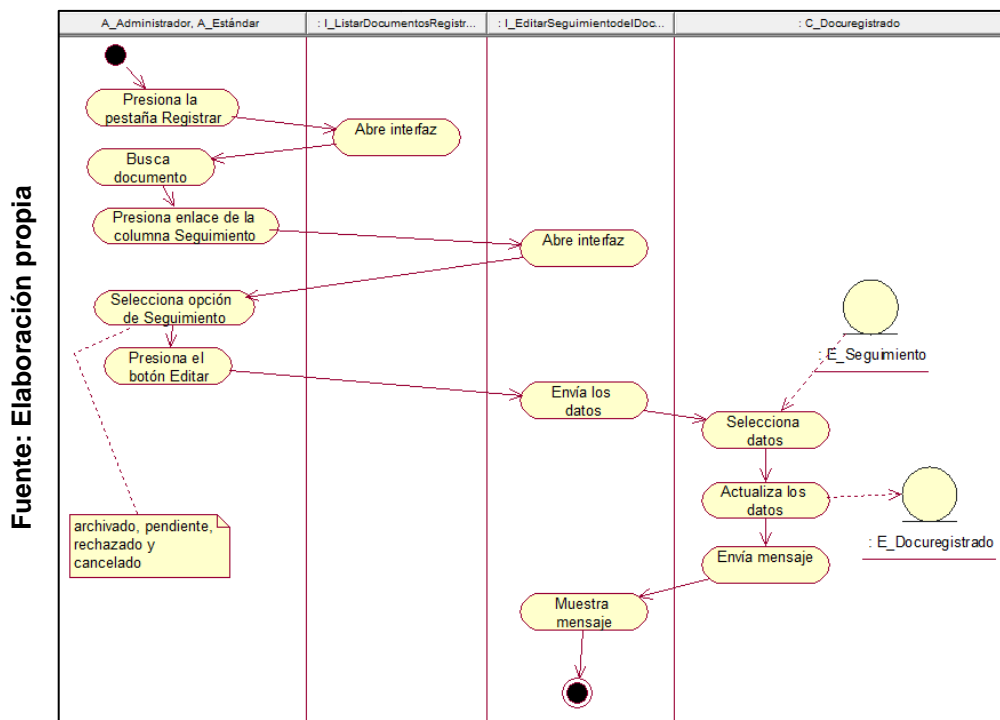 A_Administrador, A_Estándar
: I_ListarDocumentosRegistr...
: I_EditarSeguimientodelDoc...
: C_Docuregistrado
Presiona la
pestaña Registrar
Abre interfaz
Busca
documento
Presiona enlace de la
columna Seguimiento
Abre interfaz
Selecciona opción
de Seguimiento
: E_Seguimiento
Presiona el
botón Editar
Envía los
datos
Selecciona
datos
Actualiza los
datos
: E_Docuregistrado
archivado, pendiente,
rechazado y
cancelado
Envía mensaje
Muestra
mensaje
Fuente: Elaboración propia